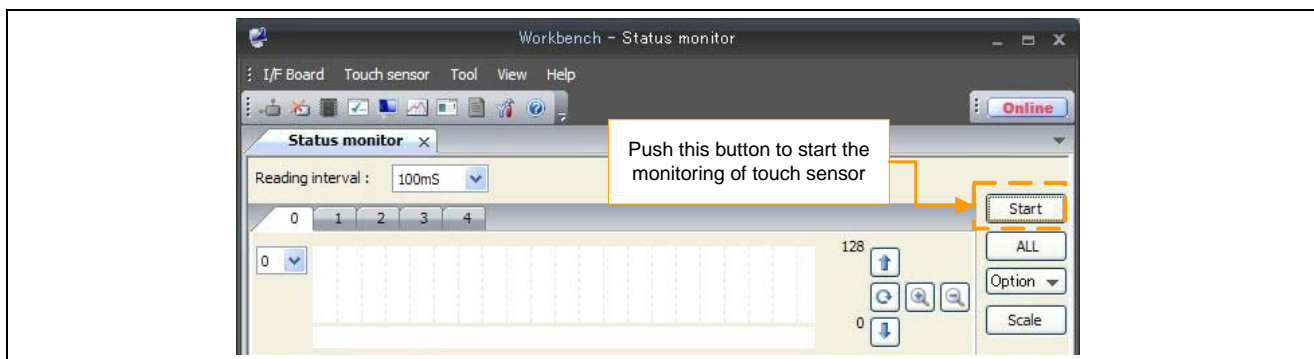 Workbench - Status monitor
I/F Board Touch sensor Tool View Help
Online
Status monitor
Push this button to start the
monitoring of touch sensor
Reading interval : 100mS
Start
0 1 2 3 4
ALL
0
128
Option
0
Scale